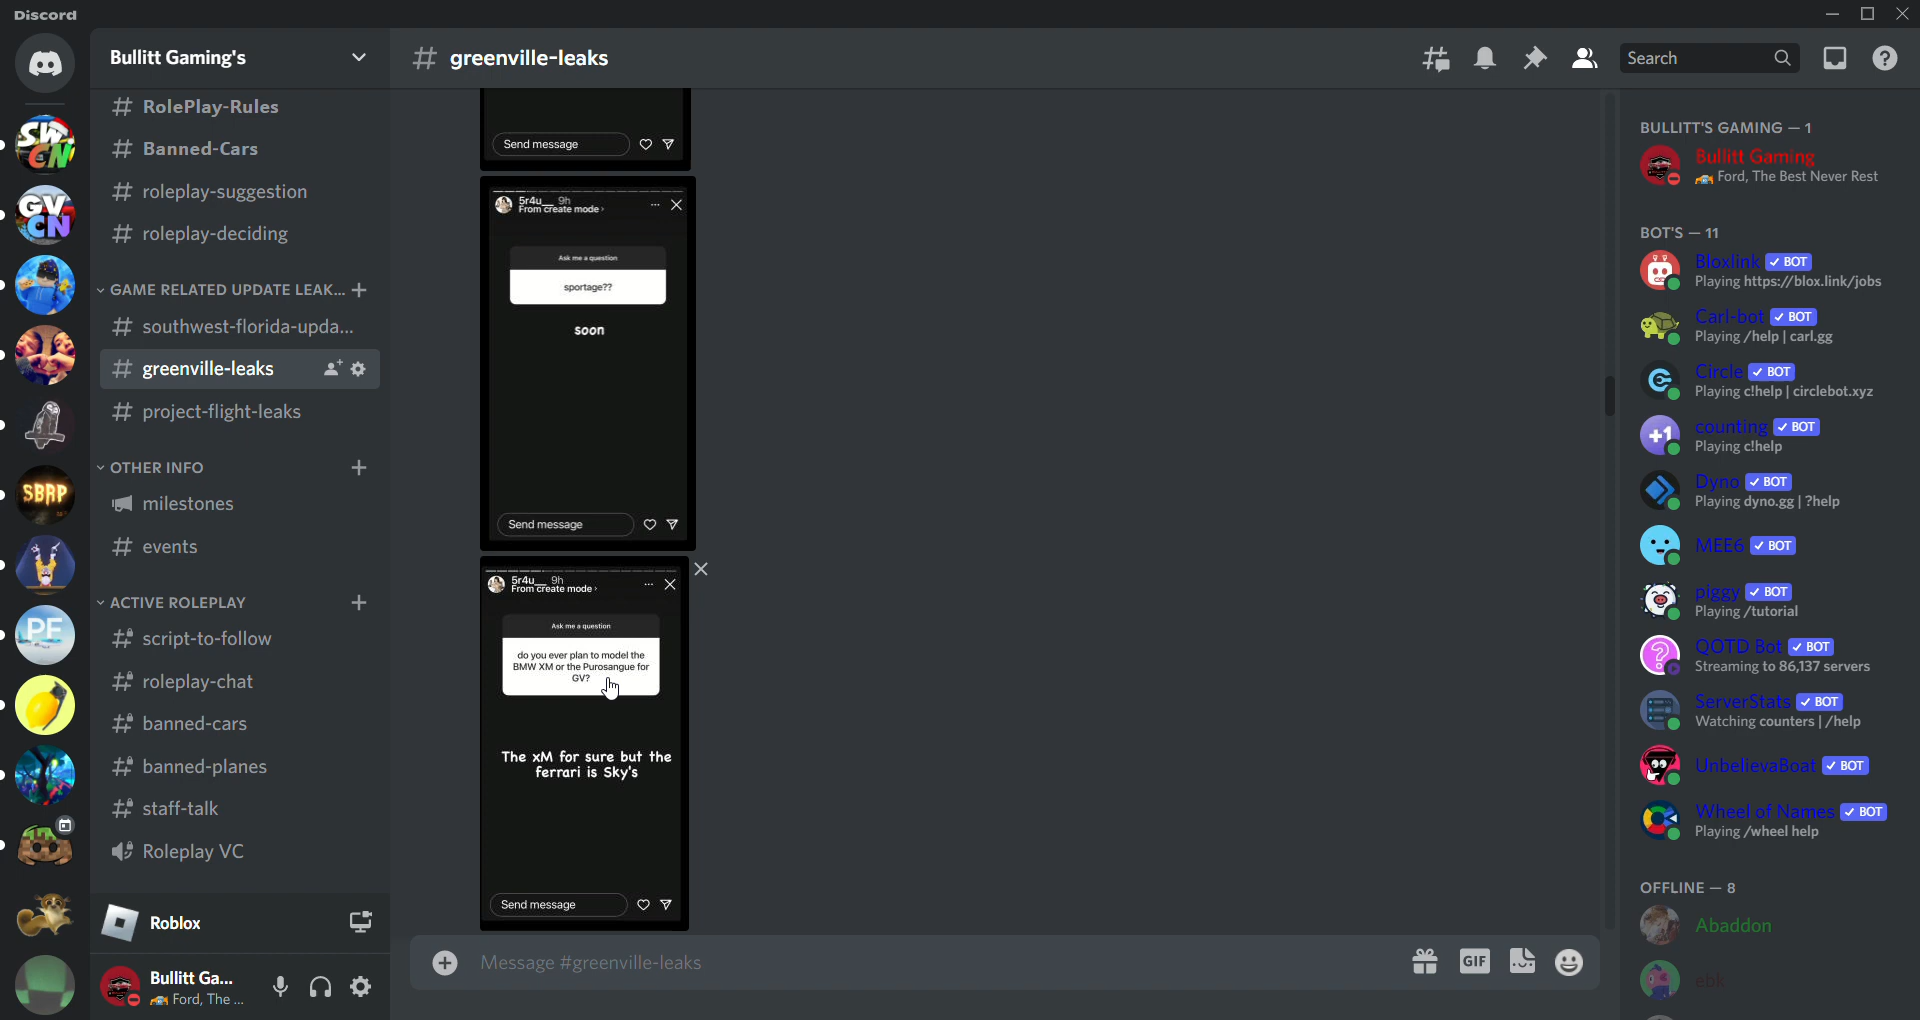 Discord
Bullitt Gaming's
# greenville-leaks
Search
# RolePlay-Rules
# Banned-Cars
# roleplay-suggestion
# roleplay-deciding
GAME RELATED UPDATE LEAK... +
# southwest-florida-upda...
# greenville-leaks
# project-flight-leaks
OTHER INFO +
milestones
# events
ACTIVE ROLEPLAY +
# script-to-follow
# roleplay-chat
# banned-cars
# banned-planes
# staff-talk
Roleplay VC
Roblox
Bullitt Ga...
Ford, The ...
SW.
CN
GV
CN
SBRP
PF
Send message
5r4u__ 9h
From create mode ›
Ask me a question
sportage??
soon
Send message
5r4u__ 9h
From create mode ›
Ask me a question
do you ever plan to model the
BMW XM or the Purosangue for
GV?
The xM for sure but the
ferrari is Sky's
Send message
Message #greenville-leaks
GIF
BULLITT'S GAMING — 1
Bullitt Gaming
Ford, The Best Never Rest
BOT'S — 11
Bloxlink ✓ BOT
Playing https://blox.link/jobs
Carl-bot ✓ BOT
Playing /help | carl.gg
Circle ✓ BOT
Playing c!help | circlebot.xyz
+1
counting ✓ BOT
Playing c!help
Dyno ✓ BOT
Playing dyno.gg | ?help
MEE6 ✓ BOT
piggy ✓ BOT
Playing /tutorial
QOTD Bot ✓ BOT
Streaming to 86,137 servers
ServerStats ✓ BOT
Watching counters | /help
UnbelievaBoat ✓ BOT
Wheel of Names ✓ BOT
Playing /wheel help
OFFLINE — 8
Abaddon
ebk